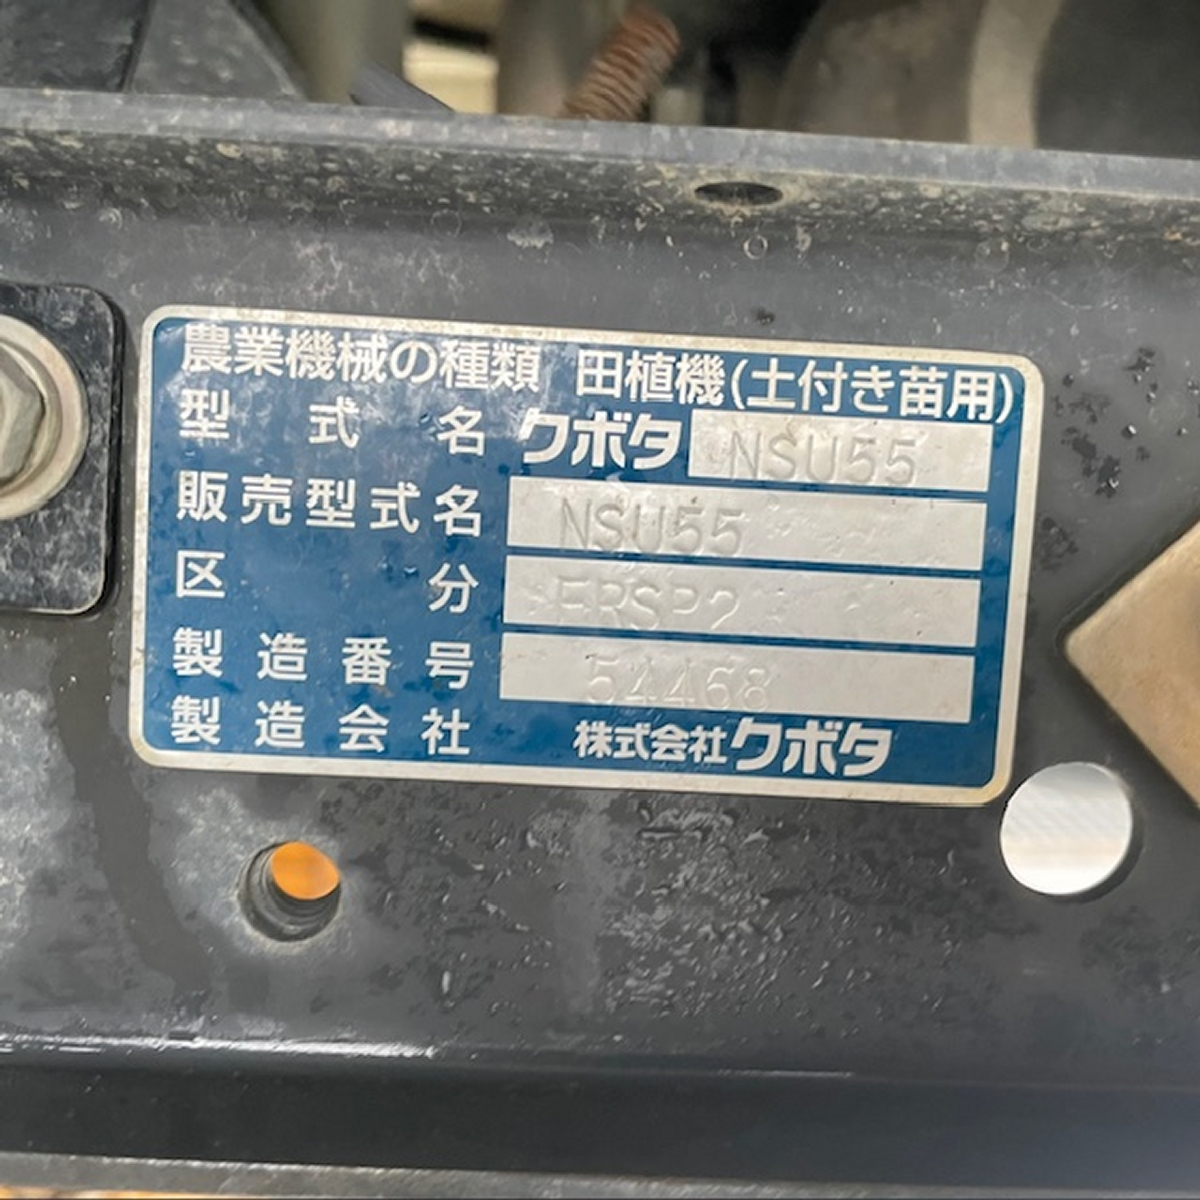 農業機械の種類 田植機(土付き苗用)
型式名 クボタ NSU55
販売型式名 NSU55
区分 FRSP2
製造番号 54468
製造会社 株式会社クボタ